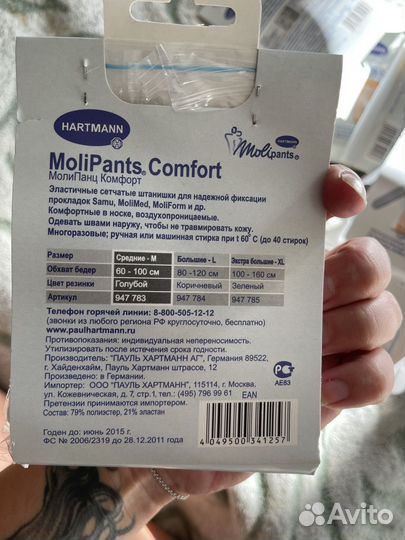 HARTMANN
Molipants®
HARTMANN
MoliPants® Comfort
МолиПанц Комфорт
Эластичные сетчатые штанишки для надежной фиксации
прокладок Samu, MoliMed, MoliForm и др.
Комфортные в носке, воздухопроницаемые.
Одевать швами наружу, чтобы не травмировать кожу.
Многоразовые; ручная или машинная стирка при t 60˚C (до 40 стирок)
Размер Средние - M Большие - L Экстра большие - XL
Обхват бедер 60 - 100 см 80 -120 см 100 - 160 см
Цвет резинки Голубой Коричневый Зеленый
Артикул 947 783 947 784 947 785
Телефон горячей линии: 8-800-505-12-12
(звонки из любого региона РФ круглосуточно, бесплатно)
www.paulhartmann.ru
Противопоказания: индивидуальная непереносимость.
Утилизировать после истечения срока годности.
Производитель: "ПАУЛЬ ХАРТМАНН АГ", Германия 89522,
г. Хайденхайм, Пауль Хартманн штрассе, 12
Произведено в Германии.
Импортер: ООО "ПАУЛЬ ХАРТМАНН", 115114, г. Москва,
ул. Кожевническая, д. 7, стр.1, тел.: (495) 796 99 61
Претензии принимаются импортером.
Состав: 79% полиэстер, 21% эластан
РС
АЕ83
EAN
4 049500 341257
Годен до: июнь 2015 г.
ФС № 2006/2319 до 28.12.2011 года
Avito